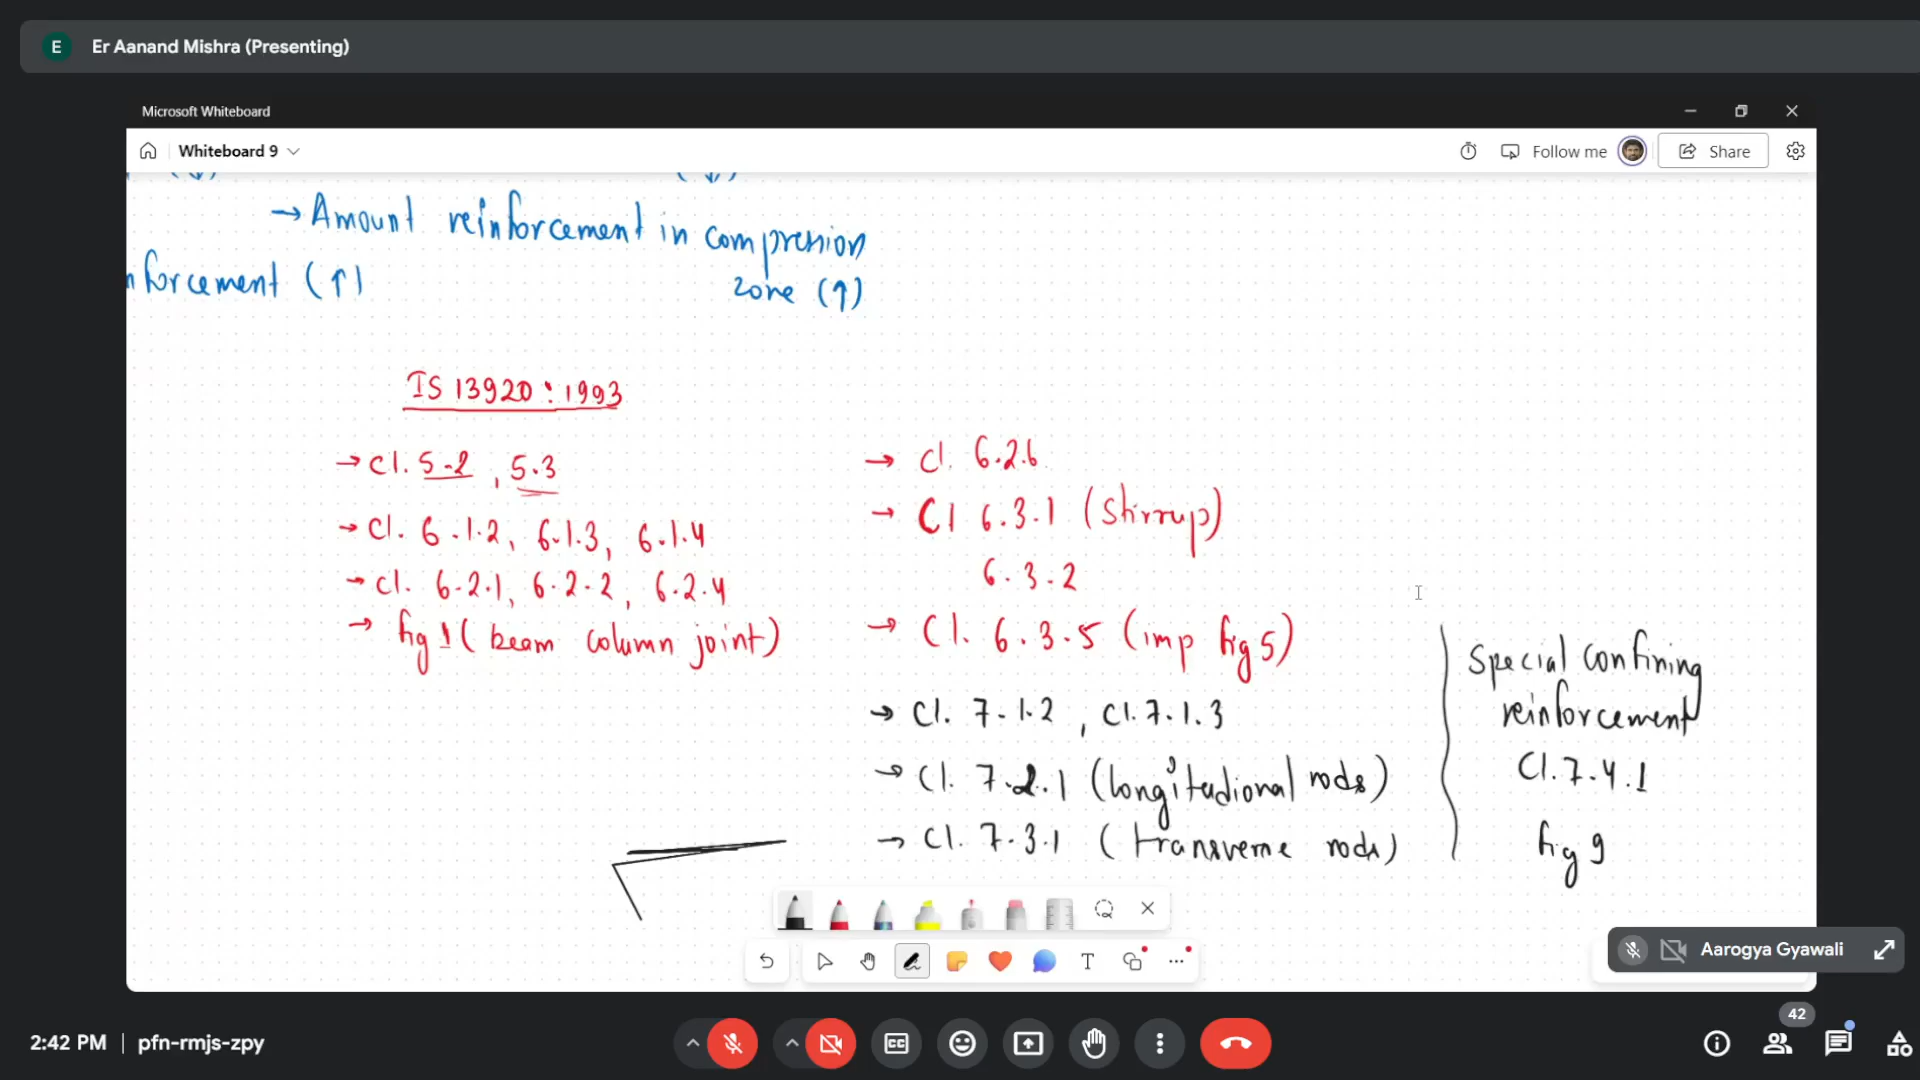 E Er Aanand Mishra (Presenting)
Microsoft Whiteboard
Whiteboard 9
Follow me
Share
→ Amount reinforcement in compression
zone (↑)
nforcement (↑)
IS 13920 : 1993
→ cl. 5.2, 5.3
→ cl. 6.1.2, 6.1.3, 6.1.4
→ cl. 6.2.1, 6.2.2, 6.2.4
→ fig 1 (beam column joint)
→ cl. 6.2.6
→ Cl 6.3.1 (stirrup)
6.3.2
→ Cl. 6.3.5 (imp fig 5)
→ Cl. 7.1.2, Cl. 7.1.3
→ Cl. 7.2.1 (longitudional rods)
→ Cl. 7.3.1 (transverse rods)
Special confining
reinforcement
Cl. 7.4.1
fig 9
T
Aarogya Gyawali
2:42 PM | pfn-rmjs-zpy
CC
42